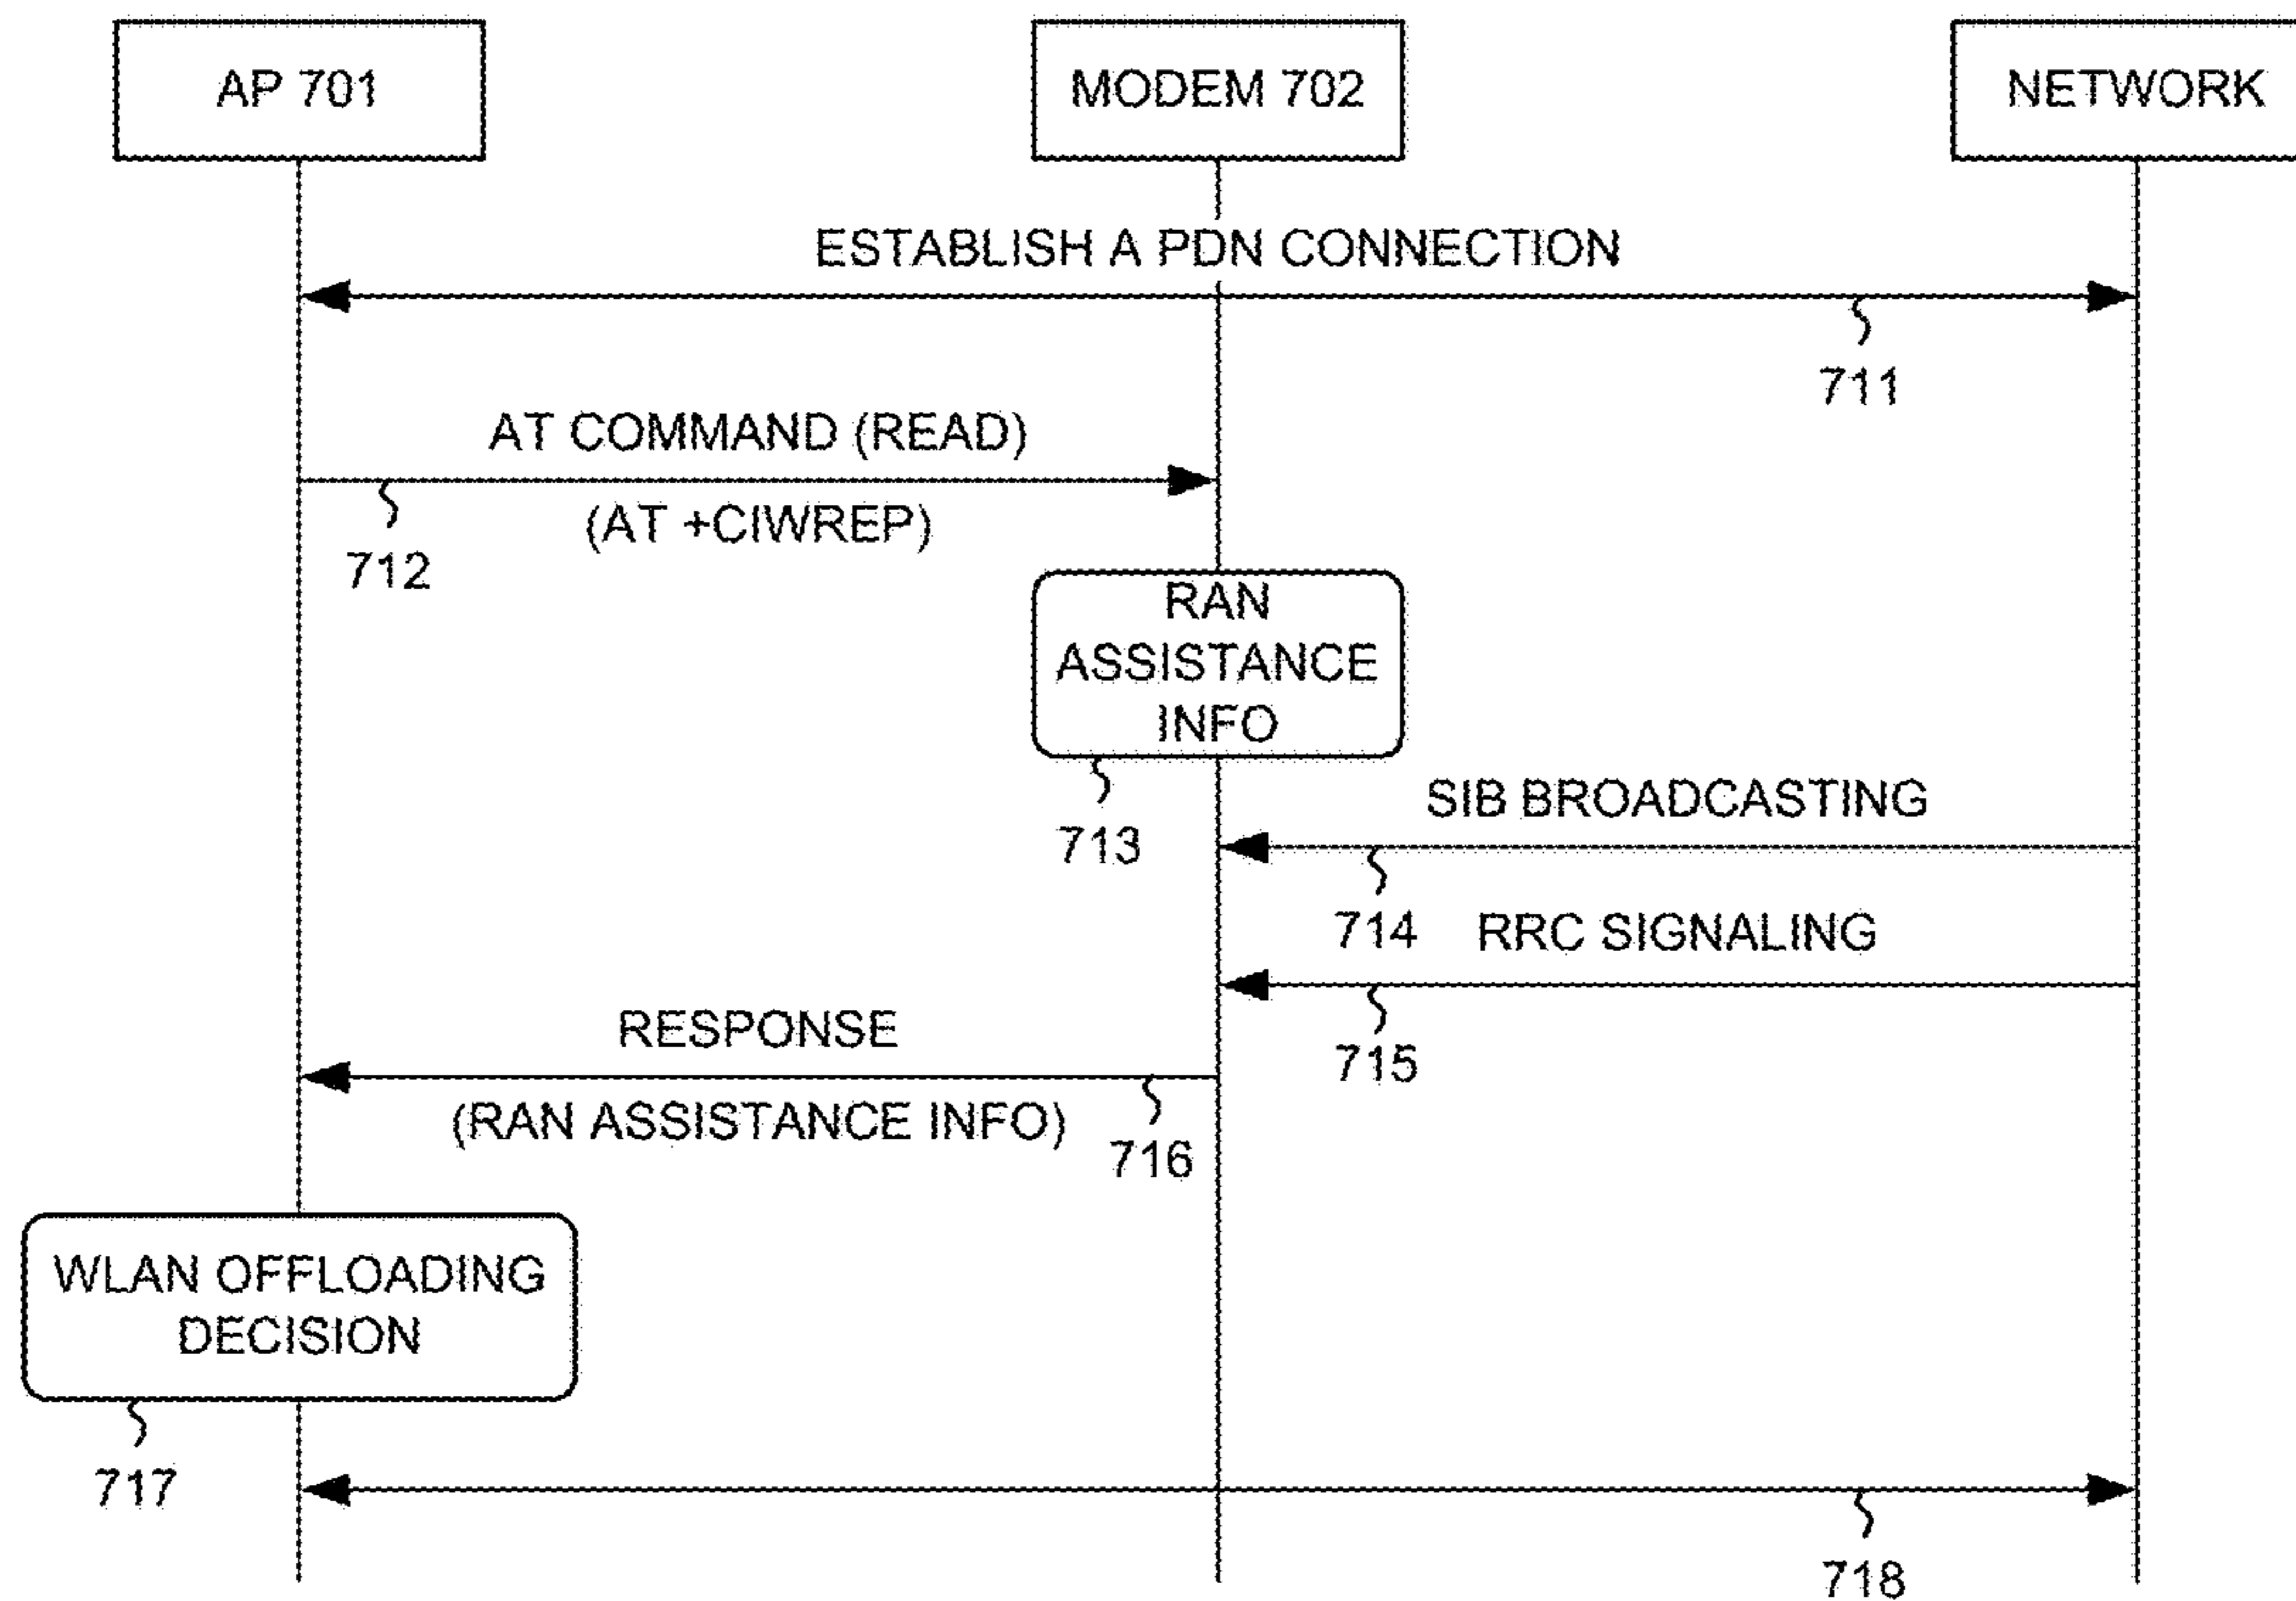 AP 701
MODEM 702
NETWORK
ESTABLISH A PDN CONNECTION
711
AT COMMAND (READ)
(AT +CIWREP)
712
RAN
ASSISTANCE
INFO
713
SIB BROADCASTING
714
RRC SIGNALING
715
RESPONSE
(RAN ASSISTANCE INFO)
716
WLAN OFFLOADING
DECISION
717
718